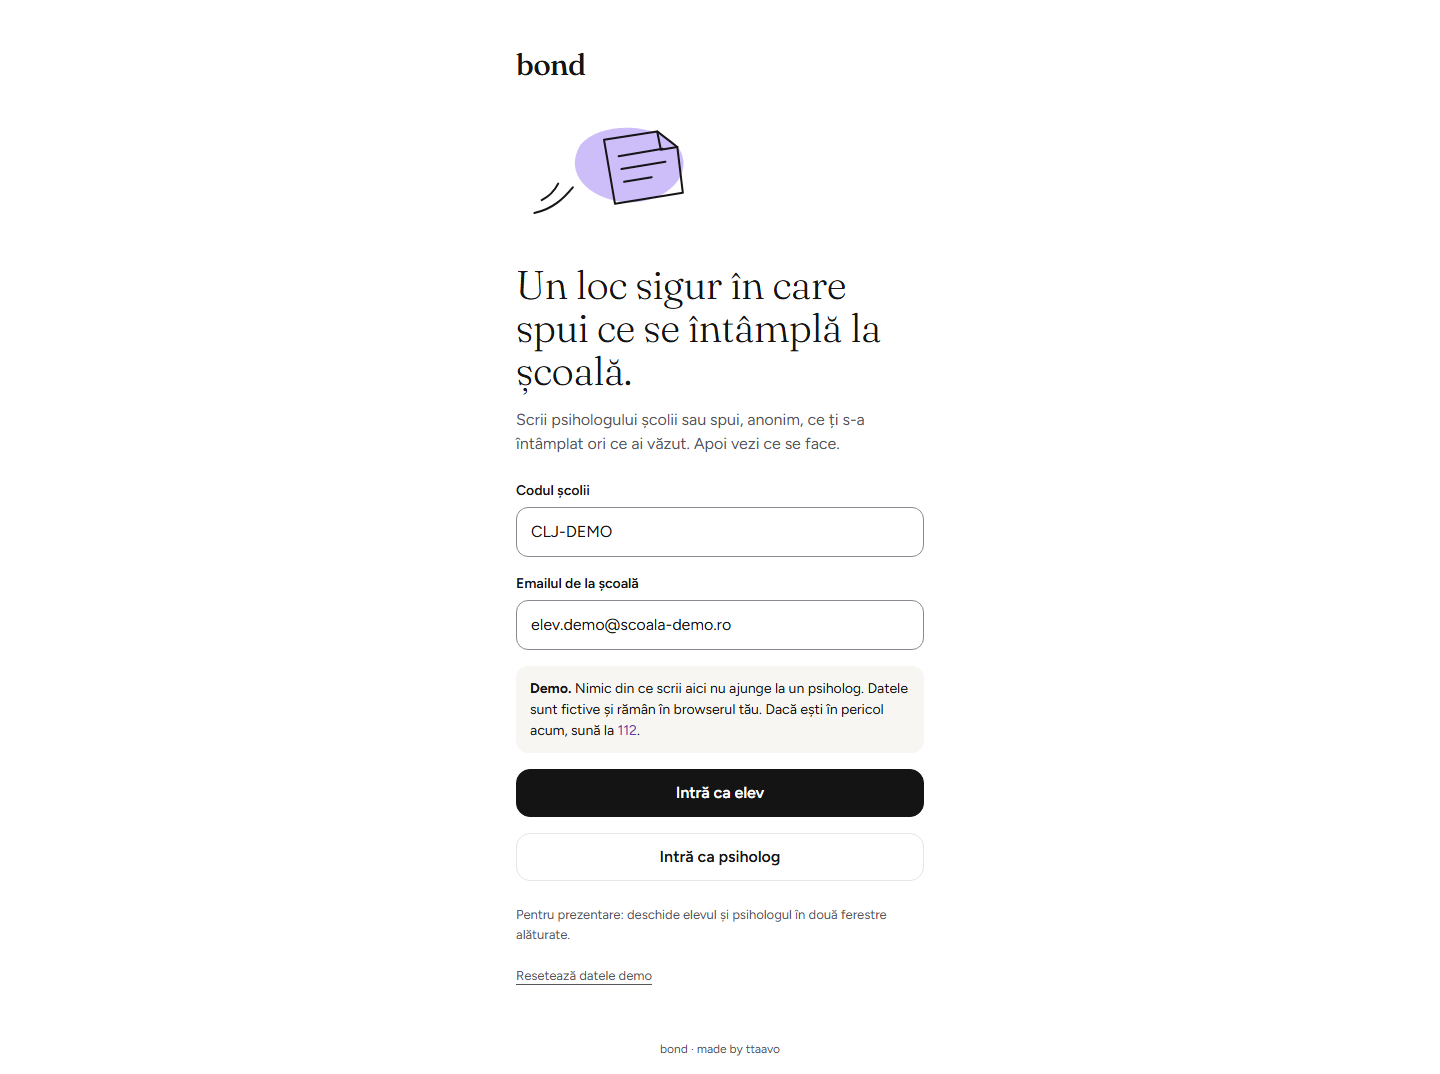 bond
Un loc sigur în care
spui ce se întâmplă la
școală.
Scrii psihologului școlii sau spui, anonim, ce ți s-a
întâmplat ori ce ai văzut. Apoi vezi ce se face.
Codul școlii
CLJ-DEMO
Emailul de la școală
elev.demo@scoala-demo.ro
Demo. Nimic din ce scrii aici nu ajunge la un psiholog. Datele
sunt fictive și rămân în browserul tău. Dacă ești în pericol
acum, sună la 112.
Intră ca elev
Intră ca psiholog
Pentru prezentare: deschide elevul și psihologul în două ferestre
alăturate.
Resetează datele demo
bond · made by ttaavo